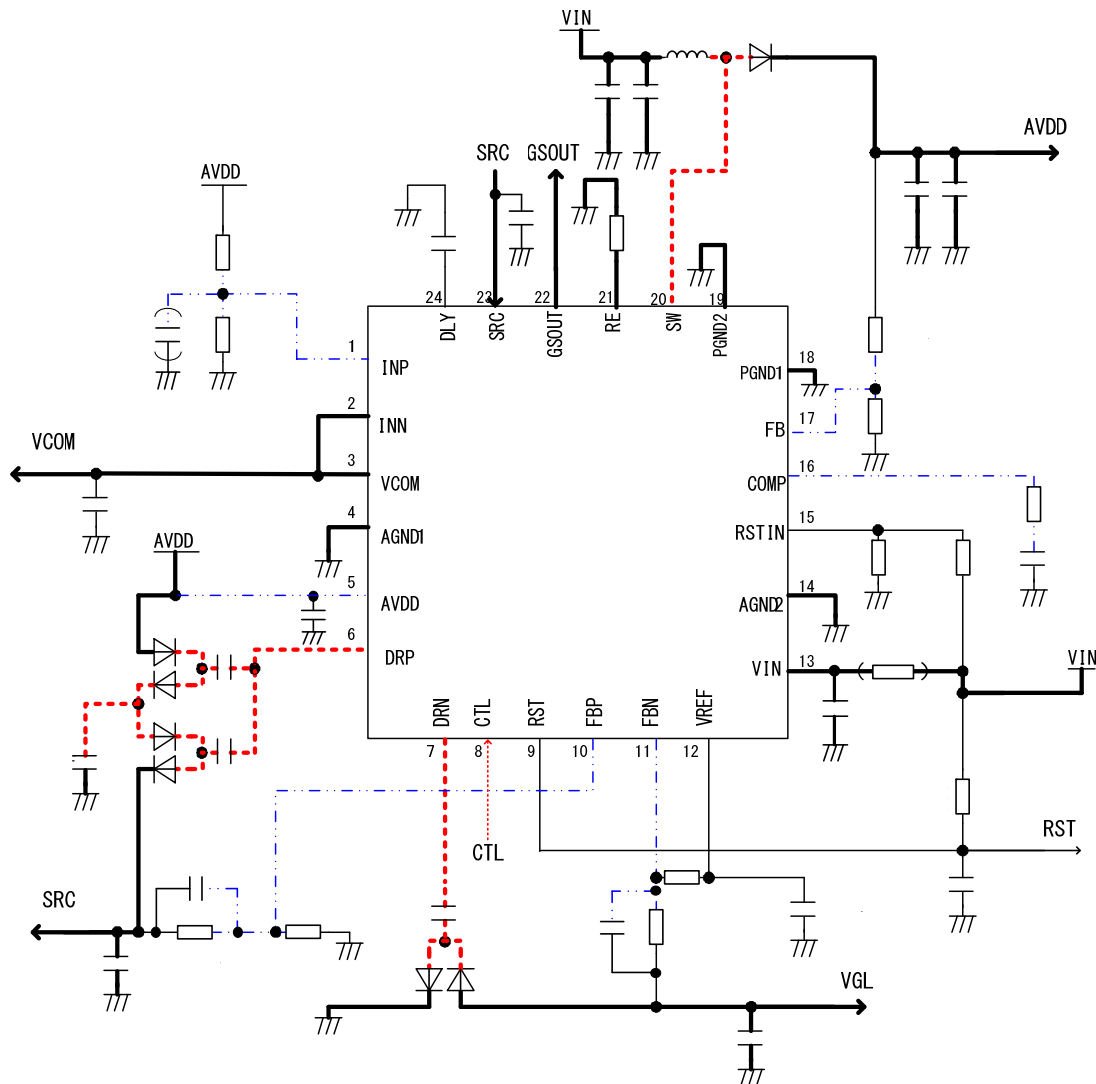 VIN
AVDD
SRC
GSOUT
AVDD
24
23
22
21
20
19
DLY
SRC
GSOUT
RE
SW
PGND2
1
INP
18
PGND1
2
INN
17
FB
VCOM
3
VCOM
16
COMP
4
AGND1
15
RSTIN
AVDD
5
AVDD
14
AGND2
6
DRP
13
VIN
VIN
DRN
CTL
RST
FBP
FBN
VREF
7
8
9
10
11
12
CTL
RST
SRC
VGL